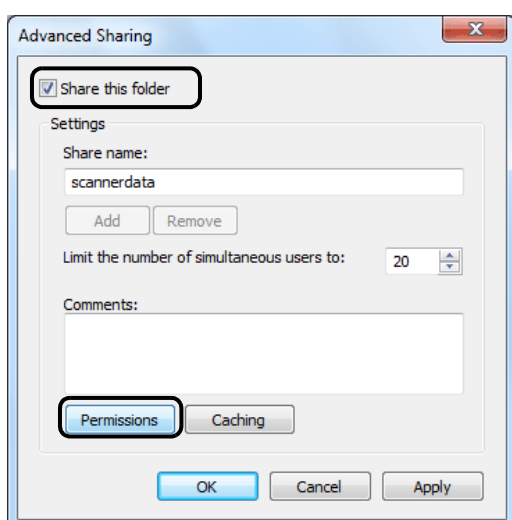 Advanced Sharing
Share this folder
Settings
Share name:
scannerdata
Add Remove
Limit the number of simultaneous users to: 20
Comments:
Permissions Caching
OK Cancel Apply